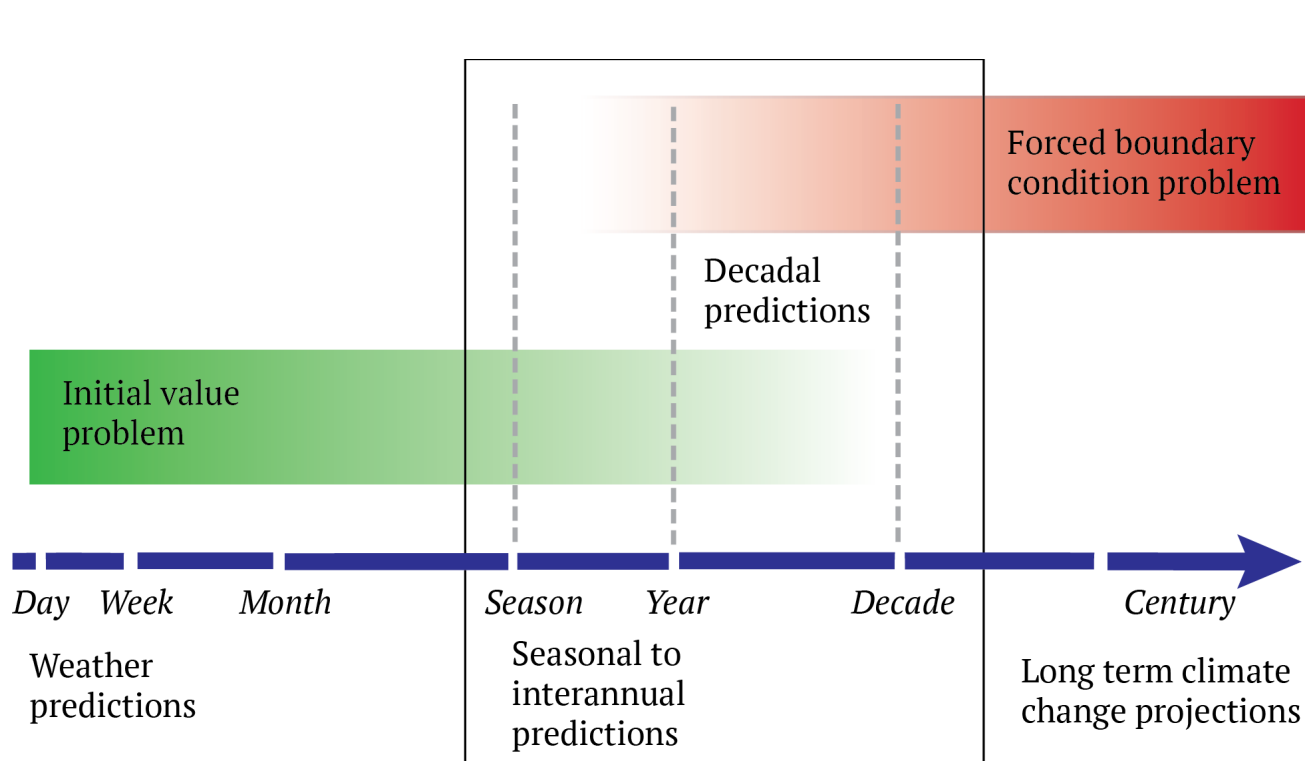 Forced boundary
condition problem
Decadal
predictions
Initial value
problem
Day Week Month Season Year Decade Century
Weather
predictions
Seasonal to
interannual
predictions
Long term climate
change projections